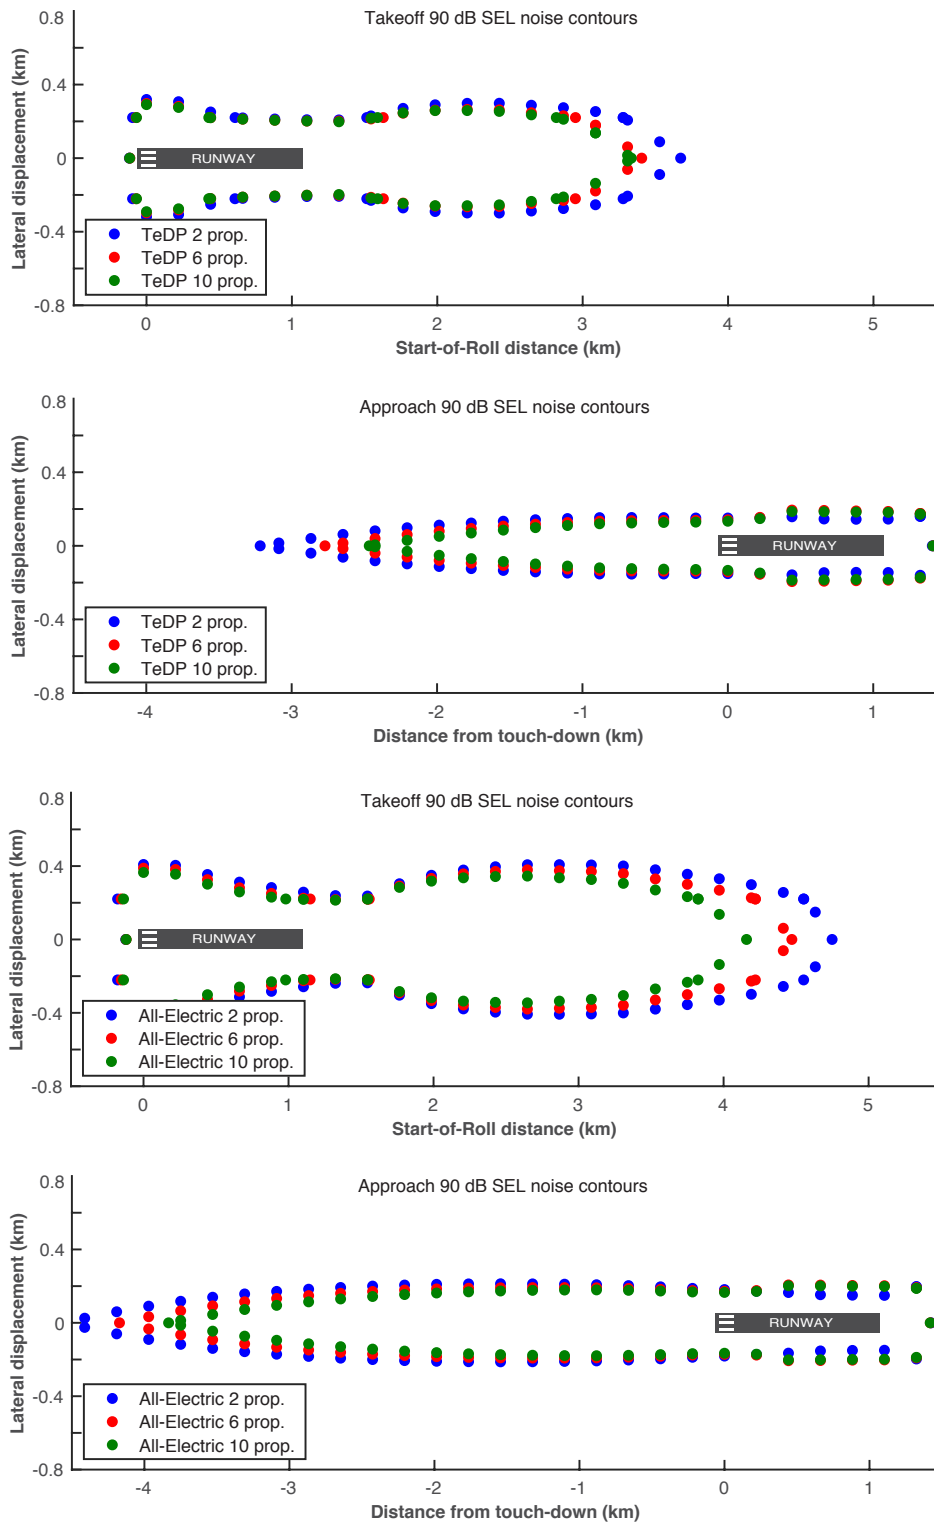 Takeoff 90 dB SEL noise contours
0.8
0.4
0
-0.4
-0.8
Lateral displacement (km)
RUNWAY
TeDP 2 prop.
TeDP 6 prop.
TeDP 10 prop.
0 1 2 3 4 5
Start-of-Roll distance (km)
Approach 90 dB SEL noise contours
0.8
0.4
0
-0.4
-0.8
Lateral displacement (km)
RUNWAY
TeDP 2 prop.
TeDP 6 prop.
TeDP 10 prop.
-4 -3 -2 -1 0 1
Distance from touch-down (km)
Takeoff 90 dB SEL noise contours
0.8
0.4
0
-0.4
-0.8
Lateral displacement (km)
RUNWAY
All-Electric 2 prop.
All-Electric 6 prop.
All-Electric 10 prop.
0 1 2 3 4 5
Start-of-Roll distance (km)
Approach 90 dB SEL noise contours
0.8
0.4
0
-0.4
-0.8
Lateral displacement (km)
RUNWAY
All-Electric 2 prop.
All-Electric 6 prop.
All-Electric 10 prop.
-4 -3 -2 -1 0 1
Distance from touch-down (km)